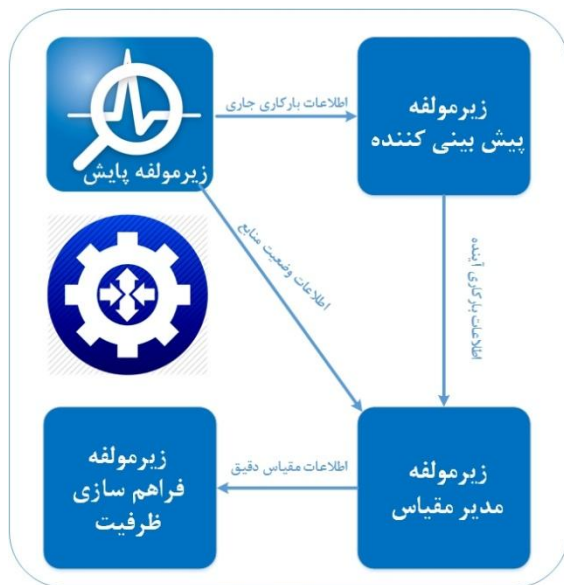 زیرمولفه پایش
اطلاعات بارکاری جاری
زیرمولفه
پیش بینی کننده
اطلاعات وضعیت منابع
اطلاعات بارکاری آینده
زیرمولفه
مدیر مقیاس
اطلاعات مقیاس دقیق
زیرمولفه
فراهم سازی
ظرفیت